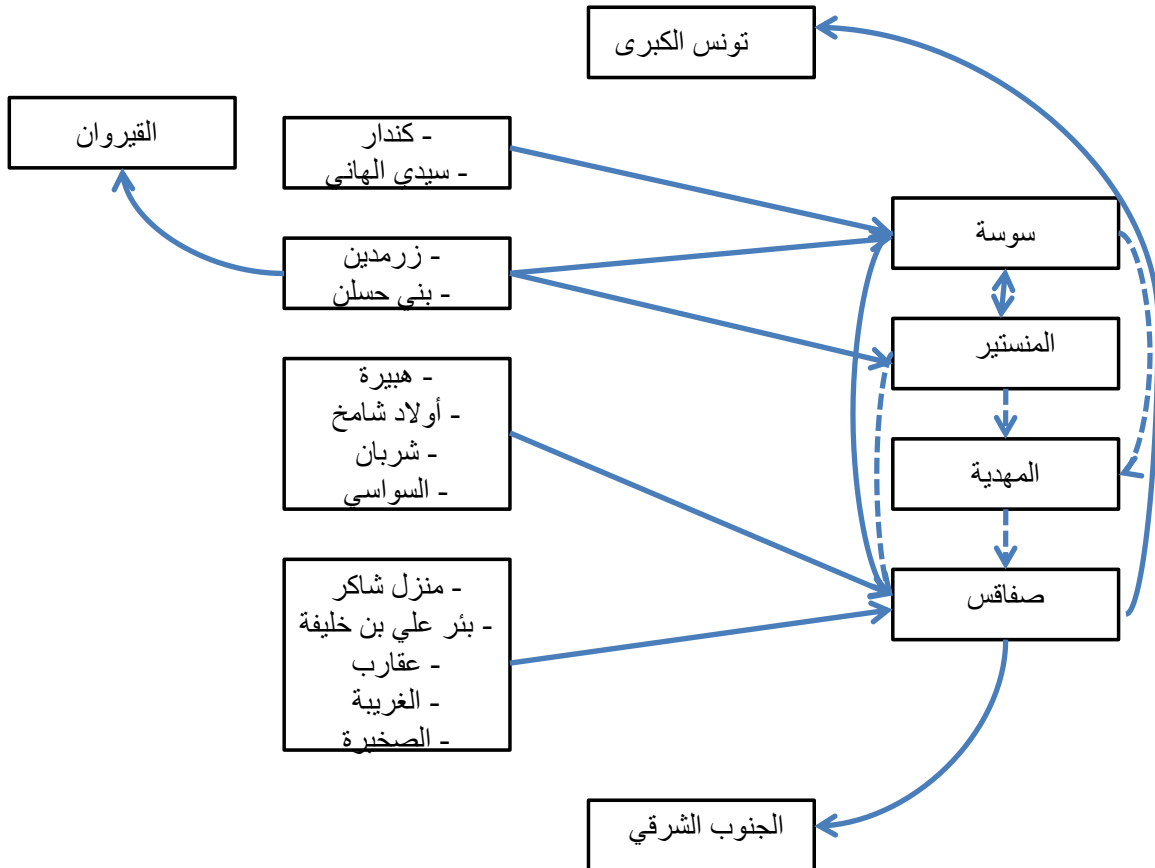 تونس الكبرى
القيروان
- كندار
- سيدي الهاني
سوسة
- زرمدين
- بني حسلن
المنستير
- هبيرة
- أولاد شامخ
- شربان
- السواسي
المهدية
صفاقس
- منزل شاكر
- بئر علي بن خليفة
- عقارب
- الغريبة
- الصخيرة
الجنوب الشرقي